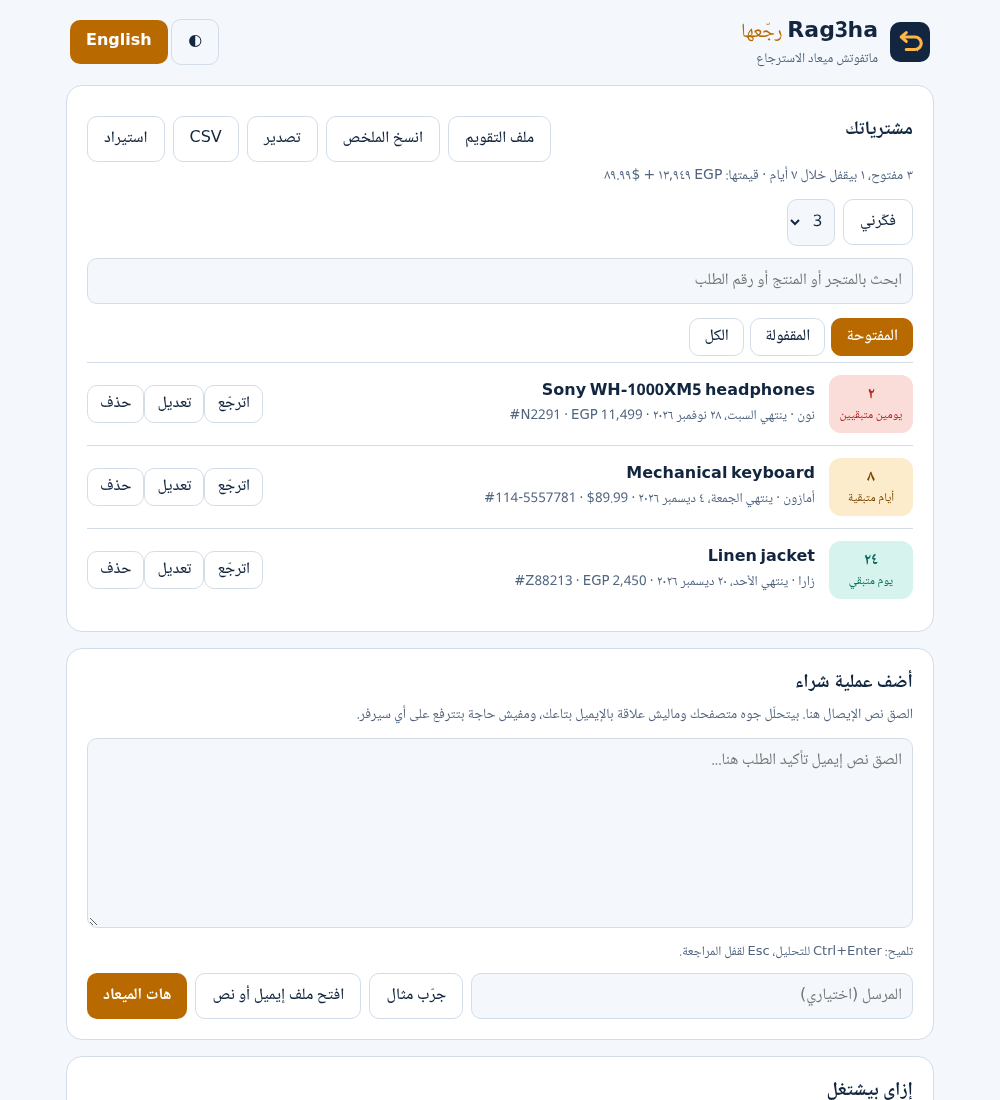 Rag3ha رجّعها
ماتفوتش ميعاد الاسترجاع
◐
English
مشترياتك
ملف التقويم
انسخ الملخص
تصدير
CSV
استيراد
٣ مفتوح، ١ بيقفل خلال ٧ أيام · قيمتها: EGP ١٣,٩٤٩ + $٨٩.٩٩
فكّرني
3
ابحث بالمتجر أو المنتج أو رقم الطلب
المفتوحة
المقفولة
الكل
٢
يومين متبقيين
Sony WH-1000XM5 headphones
نون · ينتهي السبت، ٢٨ نوفمبر ٢٠٢٦ · EGP 11,499 · #N2291
اترجّع
تعديل
حذف
٨
أيام متبقية
Mechanical keyboard
أمازون · ينتهي الجمعة، ٤ ديسمبر ٢٠٢٦ · $89.99 · #114-5557781
اترجّع
تعديل
حذف
٢٤
يوم متبقي
Linen jacket
زارا · ينتهي الأحد، ٢٠ ديسمبر ٢٠٢٦ · EGP 2,450 · #Z88213
اترجّع
تعديل
حذف
أضف عملية شراء
الصق نص الإيصال هنا. بيتحلّل جوه متصفحك وماليش علاقة بالإيميل بتاعك، ومفيش حاجة بتترفع على أي سيرفر.
الصق نص إيميل تأكيد الطلب هنا...
تلميح: Ctrl+Enter للتحليل، Esc لقفل المراجعة.
المرسل (اختياري)
جرّب مثال
افتح ملف إيميل أو نص
هات الميعاد
إزاي بيشتغل